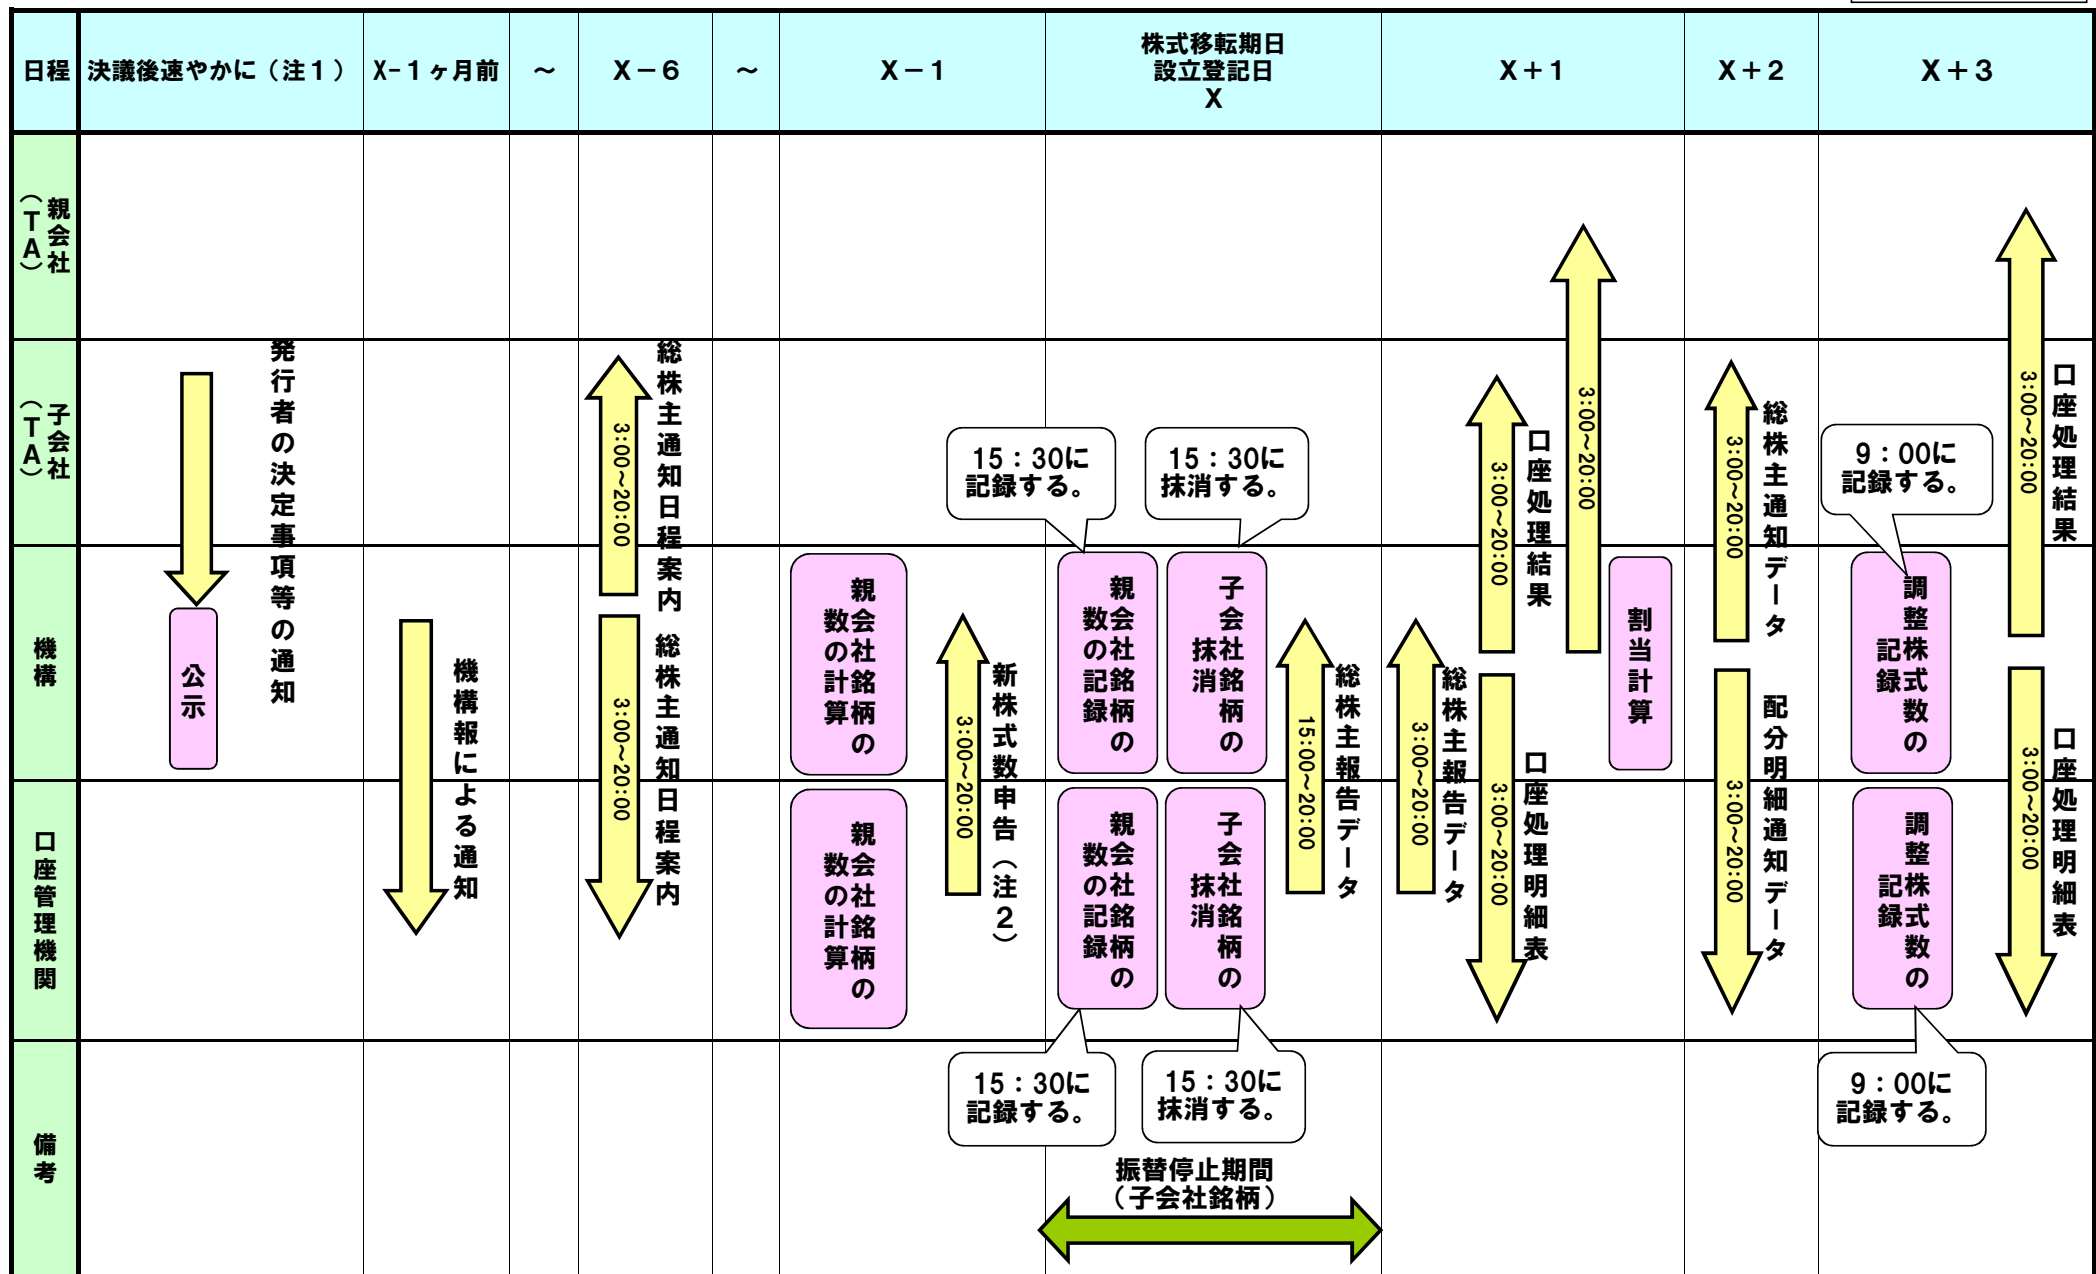 日程
決議後速やかに（注１）
X-１ヶ月前
～
X－６
～
X－１
株式移転期日
設立登記日
X
X＋１
X＋２
X＋３
親会社
（TA）
子会社
（TA）
機構
口座管理機関
備考
発行者の決定事項等の通知
公示
機構報による通知
総株主通知日程案内
3:00～20:00
総株主通知日程案内
3:00～20:00
親会社銘柄の
数の計算
親会社銘柄の
数の計算
新株式数申告（注２）
3:00～20:00
15：30に
記録する。
15：30に
抹消する。
親会社銘柄の
数の記録
子会社銘柄の
抹消
親会社銘柄の
数の記録
子会社銘柄の
抹消
15：30に
記録する。
15：30に
抹消する。
総株主報告データ
15:00～20:00
振替停止期間
（子会社銘柄）
総株主報告データ
3:00～20:00
口座処理結果
3:00～20:00
3:00～20:00
口座処理明細表
3:00～20:00
割当計算
総株主通知データ
3:00～20:00
配分明細通知データ
3:00～20:00
9：00に
記録する。
調整株式数の
記録
調整株式数の
記録
9：00に
記録する。
口座処理結果
3:00～20:00
口座処理明細表
3:00～20:00